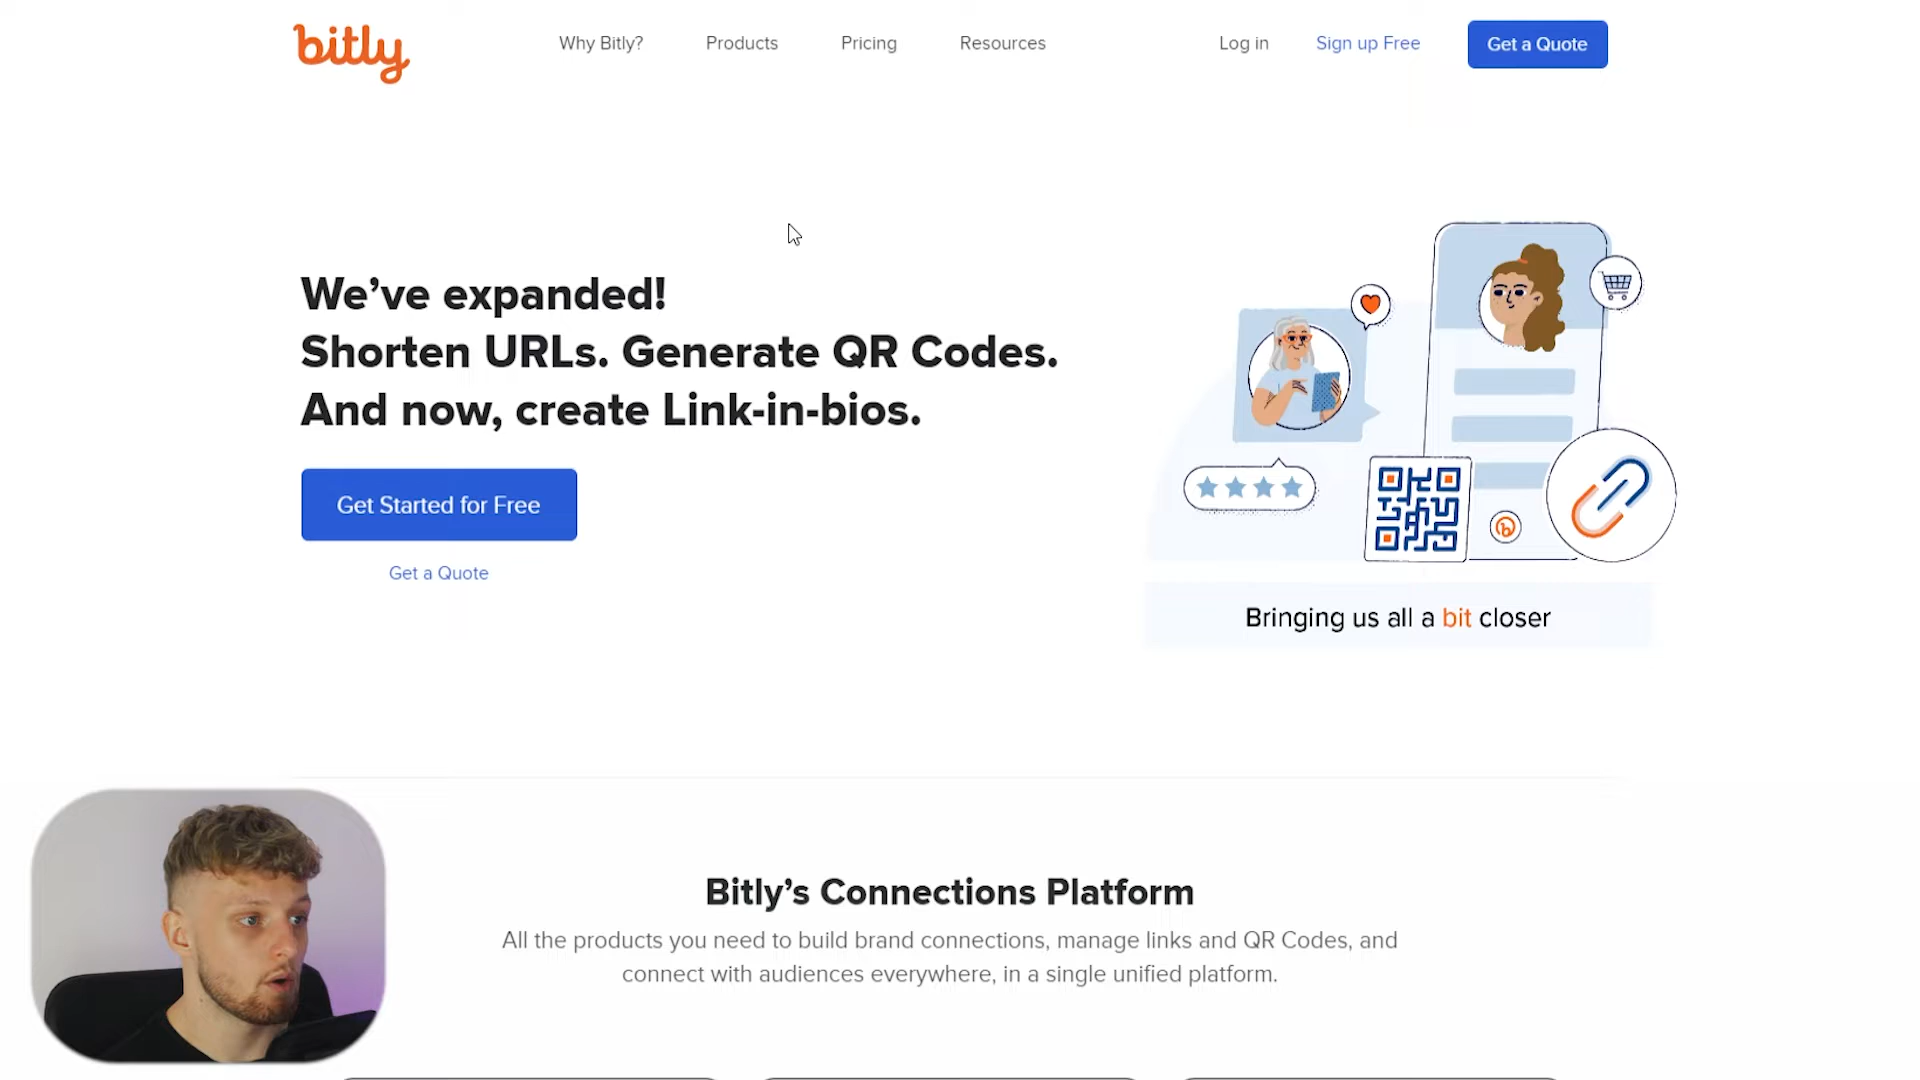 bitly
Why Bitly?
Products
Pricing
Resources
Log in
Sign up Free
Get a Quote
We’ve expanded!
Shorten URLs. Generate QR Codes.
And now, create Link-in-bios.
Get Started for Free
Get a Quote
b
Bringing us all a bit closer
Bitly’s Connections Platform
All the products you need to build brand connections, manage links and QR Codes, and
connect with audiences everywhere, in a single unified platform.